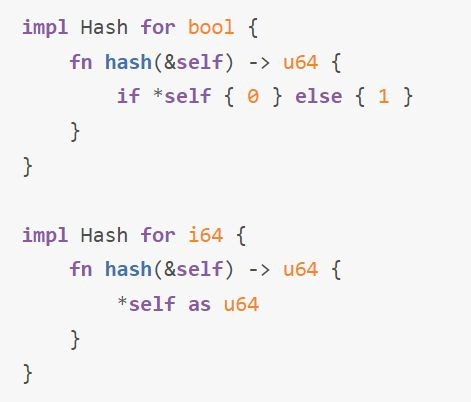 impl Hash for bool {
    fn hash(&self) -> u64 {
        if *self { 0 } else { 1 }
    }
}

impl Hash for i64 {
    fn hash(&self) -> u64 {
        *self as u64
    }
}